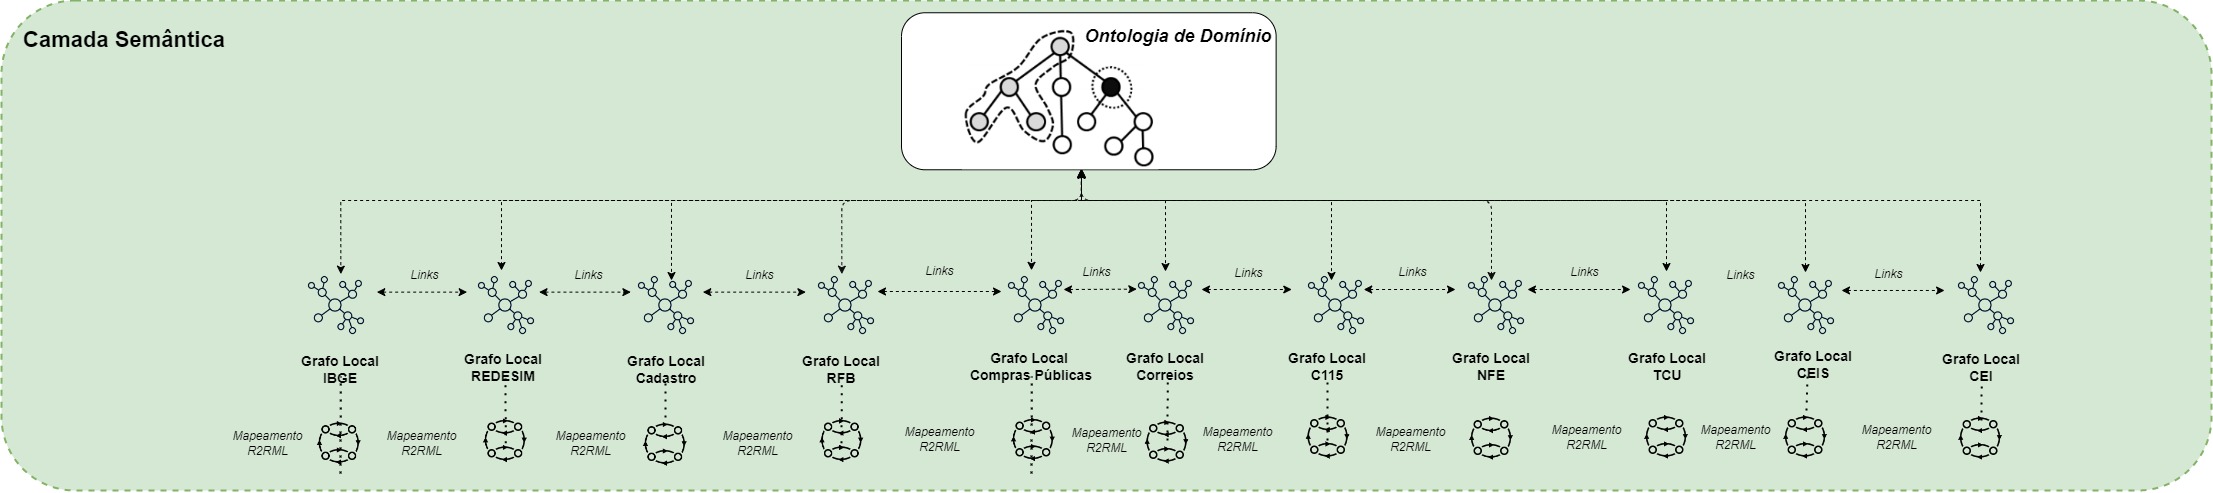 Camada Semântica
Ontologia de Domínio
Links
Links
Links
Links
Links
Links
Links
Links
Links
Links
Grafo Local
IBGE
Grafo Local
REDESIM
Grafo Local
Cadastro
Grafo Local
RFB
Grafo Local
Compras Públicas
Grafo Local
Correios
Grafo Local
C115
Grafo Local
NFE
Grafo Local
TCU
Grafo Local
CEIS
Grafo Local
CEI
Mapeamento
R2RML
Mapeamento
R2RML
Mapeamento
R2RML
Mapeamento
R2RML
Mapeamento
R2RML
Mapeamento
R2RML
Mapeamento
R2RML
Mapeamento
R2RML
Mapeamento
R2RML
Mapeamento
R2RML
Mapeamento
R2RML